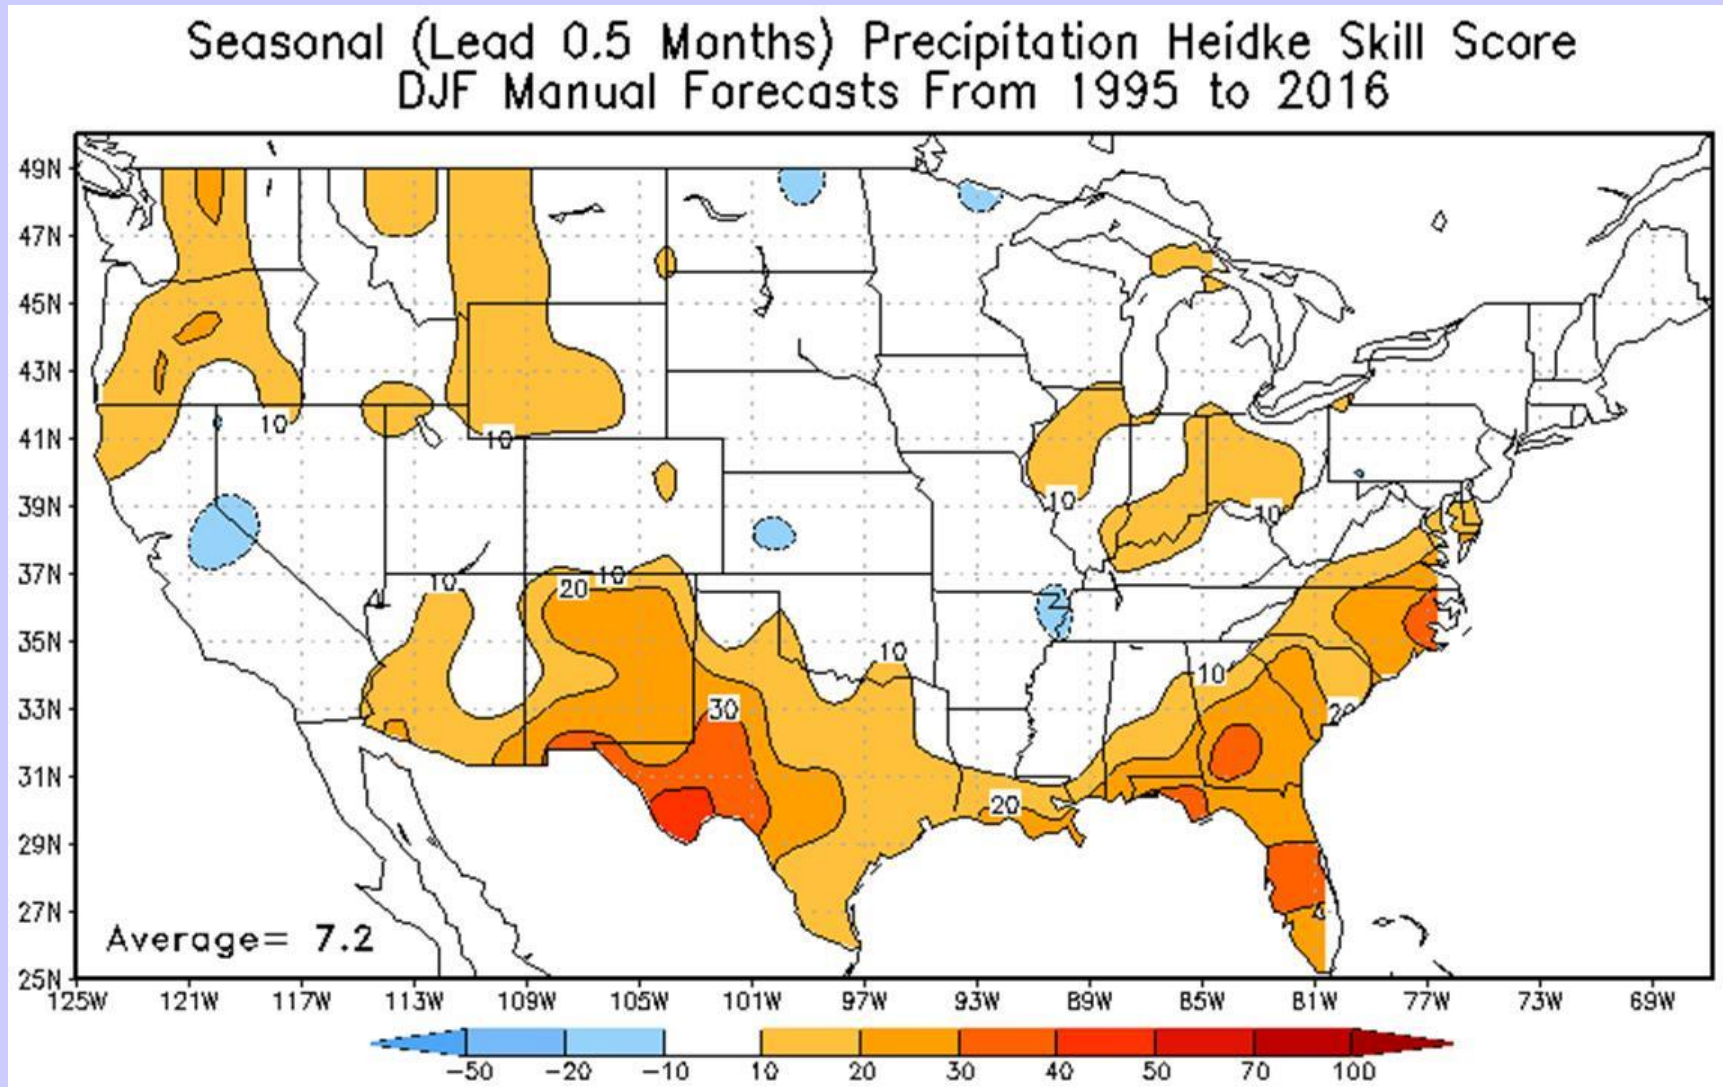 Seasonal (Lead 0.5 Months) Precipitation Heidke Skill Score
DJF Manual Forecasts From 1995 to 2016
49N
47N
45N
43N
10
41N
10
39N
10
10
37N
10
10
20
35N
10
10
33N
30
20
31N
20
29N
27N
Average= 7.2
25N
125W 121W 117W 113W 109W 105W 101W 97W 93W 89W 85W 81W 77W 73W 69W
-50 -20 -10 10 20 30 40 50 70 100